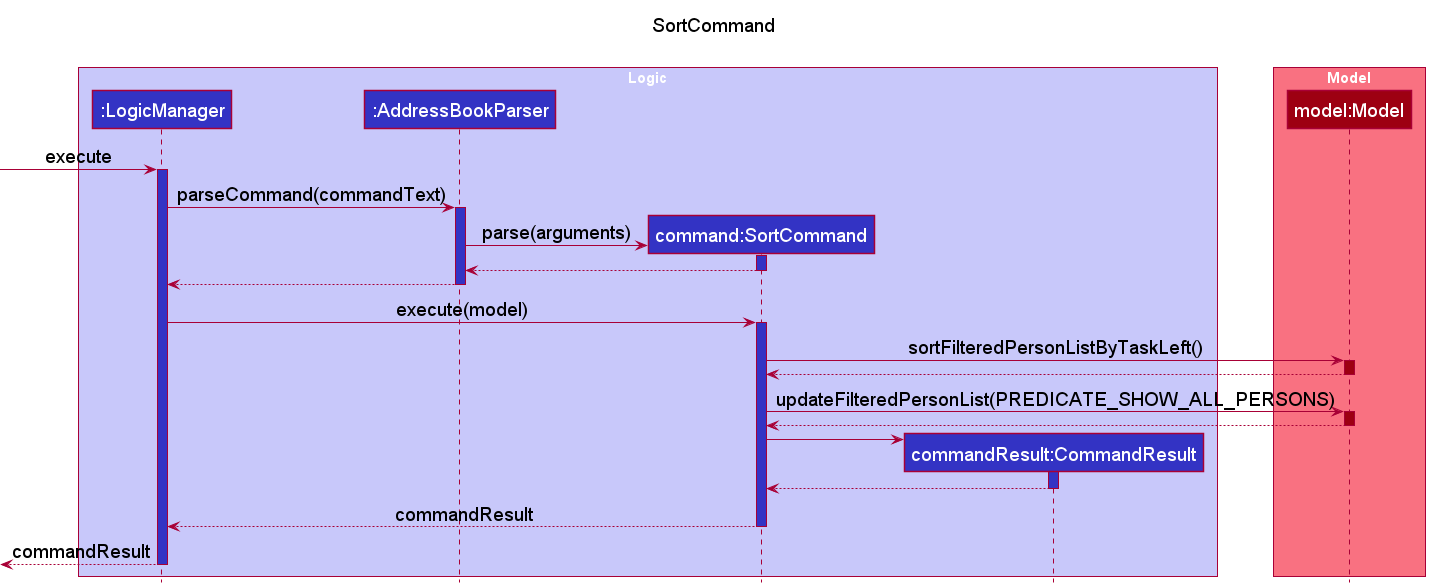 SortCommand
Logic
Model
:LogicManager
:AddressBookParser
model:Model
execute
parseCommand(commandText)
parse(arguments)
command:SortCommand
execute(model)
sortFilteredPersonListByTaskLeft()
updateFilteredPersonList(PREDICATE_SHOW_ALL_PERSONS)
commandResult:CommandResult
commandResult
commandResult